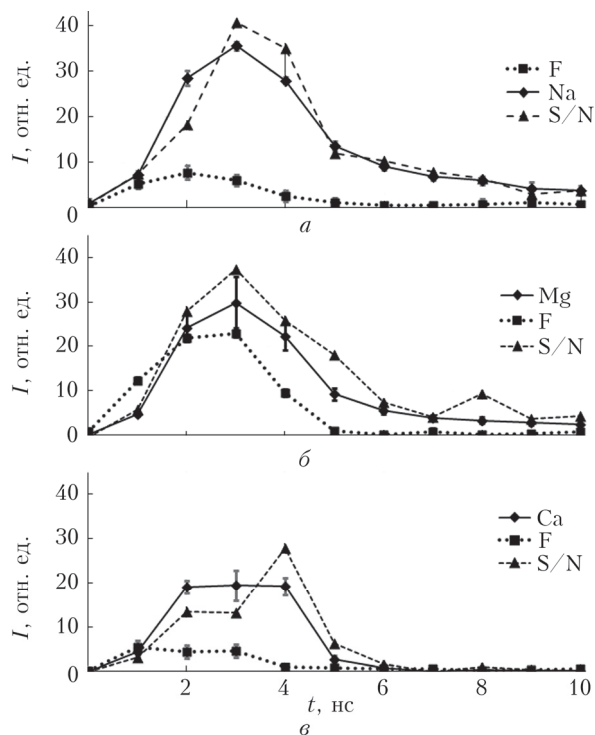 I, отн. ед.
40
30
20
10
0
F
Na
S/N
а
I, отн. ед.
40
30
20
10
0
Mg
F
S/N
б
I, отн. ед.
40
30
20
10
0
Ca
F
S/N
2 4 6 8 10
t, нс
в